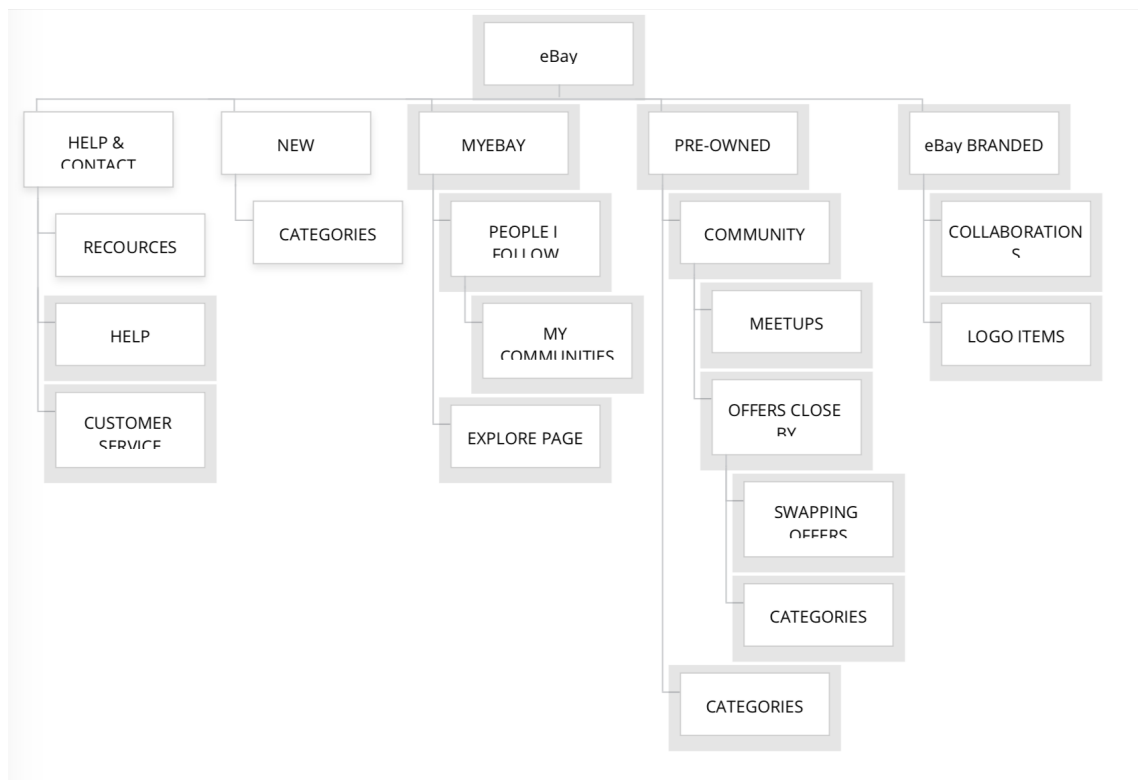 eBay
HELP &
CONTACT
NEW
MYEBAY
PRE-OWNED
eBay BRANDED
RECOURCES
HELP
CUSTOMER
SERVICE
CATEGORIES
PEOPLE I
FOLLOW
MY
COMMUNITIES
EXPLORE PAGE
COMMUNITY
MEETUPS
OFFERS CLOSE
BY
SWAPPING
OFFERS
CATEGORIES
CATEGORIES
COLLABORATION
S
LOGO ITEMS